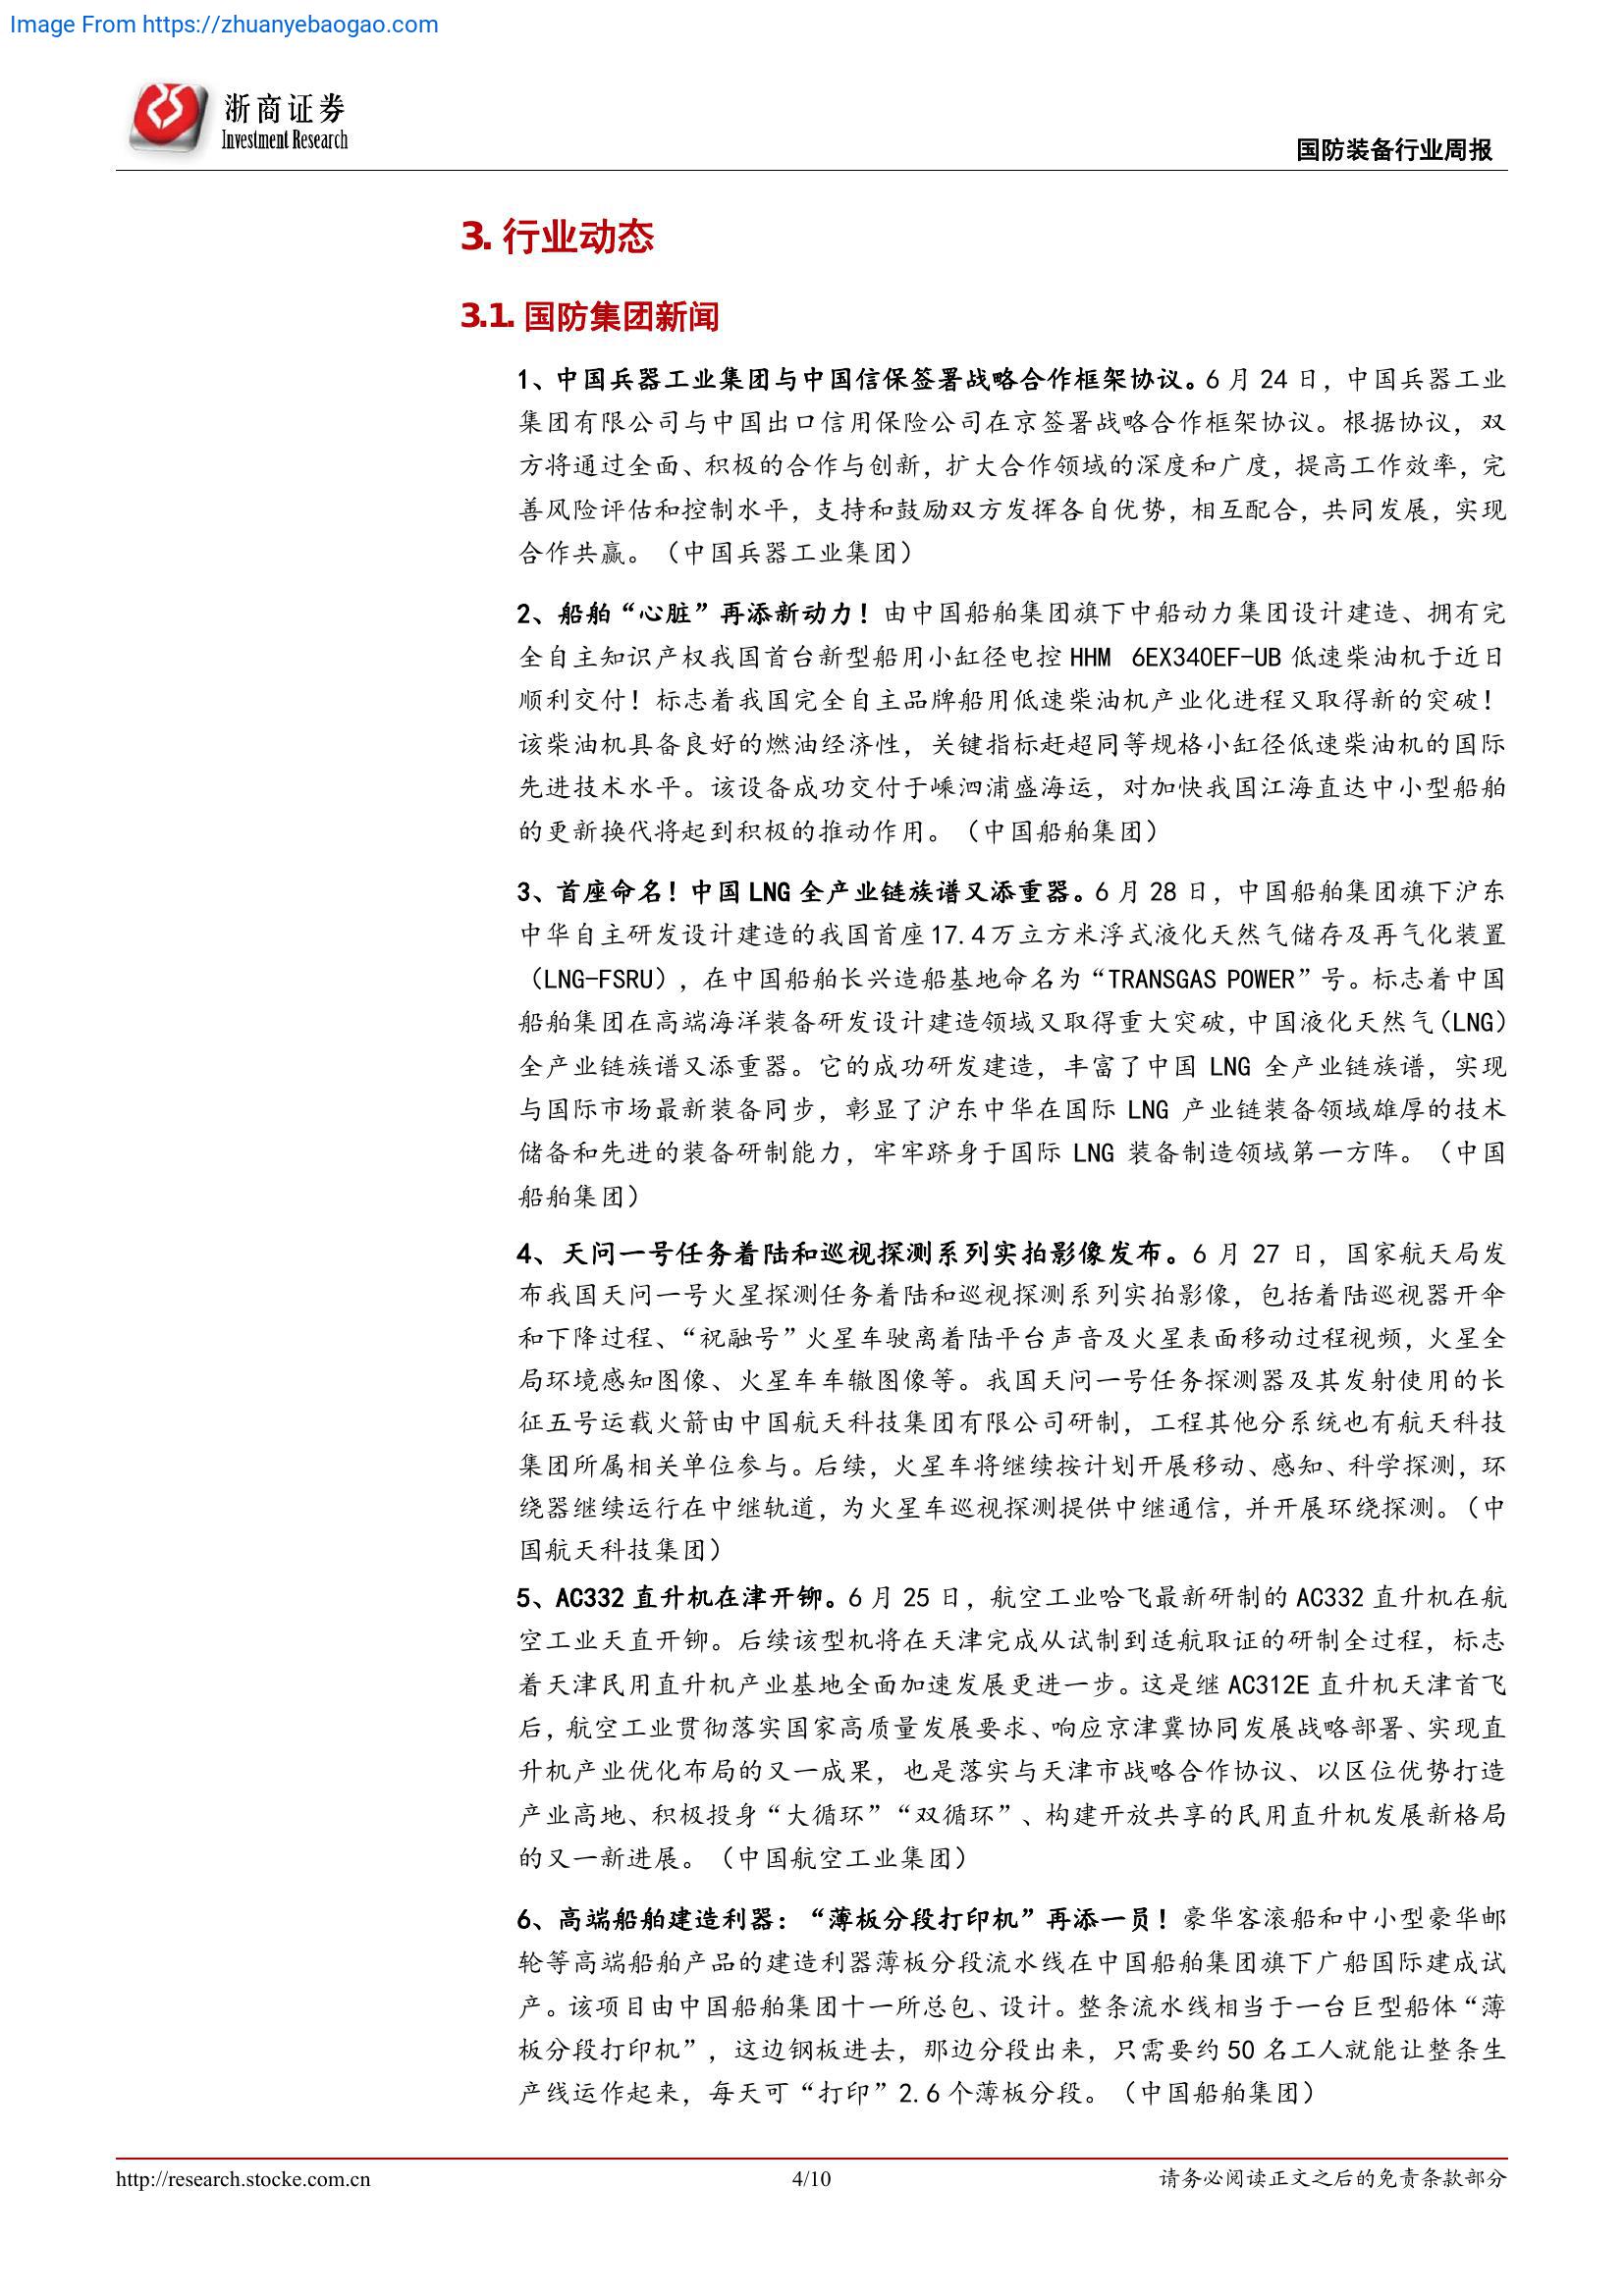 Image From https://zhuanyebaogao.com
浙商证券
Investment Research
国防装备行业周报
3. 行业动态
3.1. 国防集团新闻
1、中国兵器工业集团与中国信保签署战略合作框架协议。6 月 24 日，中国兵器工业
集团有限公司与中国出口信用保险公司在京签署战略合作框架协议。根据协议，双
方将通过全面、积极的合作与创新，扩大合作领域的深度和广度，提高工作效率，完
善风险评估和控制水平，支持和鼓励双方发挥各自优势，相互配合，共同发展，实现
合作共赢。（中国兵器工业集团）
2、船舶“心脏”再添新动力！由中国船舶集团旗下中船动力集团设计建造、拥有完
全自主知识产权我国首台新型船用小缸径电控 HHM 6EX340EF-UB 低速柴油机于近日
顺利交付！标志着我国完全自主品牌船用低速柴油机产业化进程又取得新的突破！
该柴油机具备良好的燃油经济性，关键指标赶超同等规格小缸径低速柴油机的国际
先进技术水平。该设备成功交付于嵊泗浦盛海运，对加快我国江海直达中小型船舶
的更新换代将起到积极的推动作用。（中国船舶集团）
3、首座命名！中国 LNG 全产业链族谱又添重器。6 月 28 日，中国船舶集团旗下沪东
中华自主研发设计建造的我国首座 17.4 万立方米浮式液化天然气储存及再气化装置
（LNG-FSRU），在中国船舶长兴造船基地命名为“TRANSGAS POWER”号。标志着中国
船舶集团在高端海洋装备研发设计建造领域又取得重大突破，中国液化天然气（LNG）
全产业链族谱又添重器。它的成功研发建造，丰富了中国 LNG 全产业链族谱，实现
与国际市场最新装备同步，彰显了沪东中华在国际 LNG 产业链装备领域雄厚的技术
储备和先进的装备研制能力，牢牢跻身于国际 LNG 装备制造领域第一方阵。（中国
船舶集团）
4、天问一号任务着陆和巡视探测系列实拍影像发布。6 月 27 日，国家航天局发
布我国天问一号火星探测任务着陆和巡视探测系列实拍影像，包括着陆巡视器开伞
和下降过程、“祝融号”火星车驶离着陆平台声音及火星表面移动过程视频，火星全
局环境感知图像、火星车车辙图像等。我国天问一号任务探测器及其发射使用的长
征五号运载火箭由中国航天科技集团有限公司研制，工程其他分系统也有航天科技
集团所属相关单位参与。后续，火星车将继续按计划开展移动、感知、科学探测，环
绕器继续运行在中继轨道，为火星车巡视探测提供中继通信，并开展环绕探测。（中
国航天科技集团）
5、AC332 直升机在津开铆。6 月 25 日，航空工业哈飞最新研制的 AC332 直升机在航
空工业天直开铆。后续该型机将在天津完成从试制到适航取证的研制全过程，标志
着天津民用直升机产业基地全面加速发展更进一步。这是继 AC312E 直升机天津首飞
后，航空工业贯彻落实国家高质量发展要求、响应京津冀协同发展战略部署、实现直
升机产业优化布局的又一成果，也是落实与天津市战略合作协议、以区位优势打造
产业高地、积极投身“大循环”“双循环”、构建开放共享的民用直升机发展新格局
的又一新进展。（中国航空工业集团）
6、高端船舶建造利器：“薄板分段打印机”再添一员！豪华客滚船和中小型豪华邮
轮等高端船舶产品的建造利器薄板分段流水线在中国船舶集团旗下广船国际建成试
产。该项目由中国船舶集团十一所总包、设计。整条流水线相当于一台巨型船体“薄
板分段打印机”，这边钢板进去，那边分段出来，只需要约 50 名工人就能让整条生
产线运作起来，每天可“打印”2.6 个薄板分段。（中国船舶集团）
http://research.stocke.com.cn
4/10
请务必阅读正文之后的免责条款部分